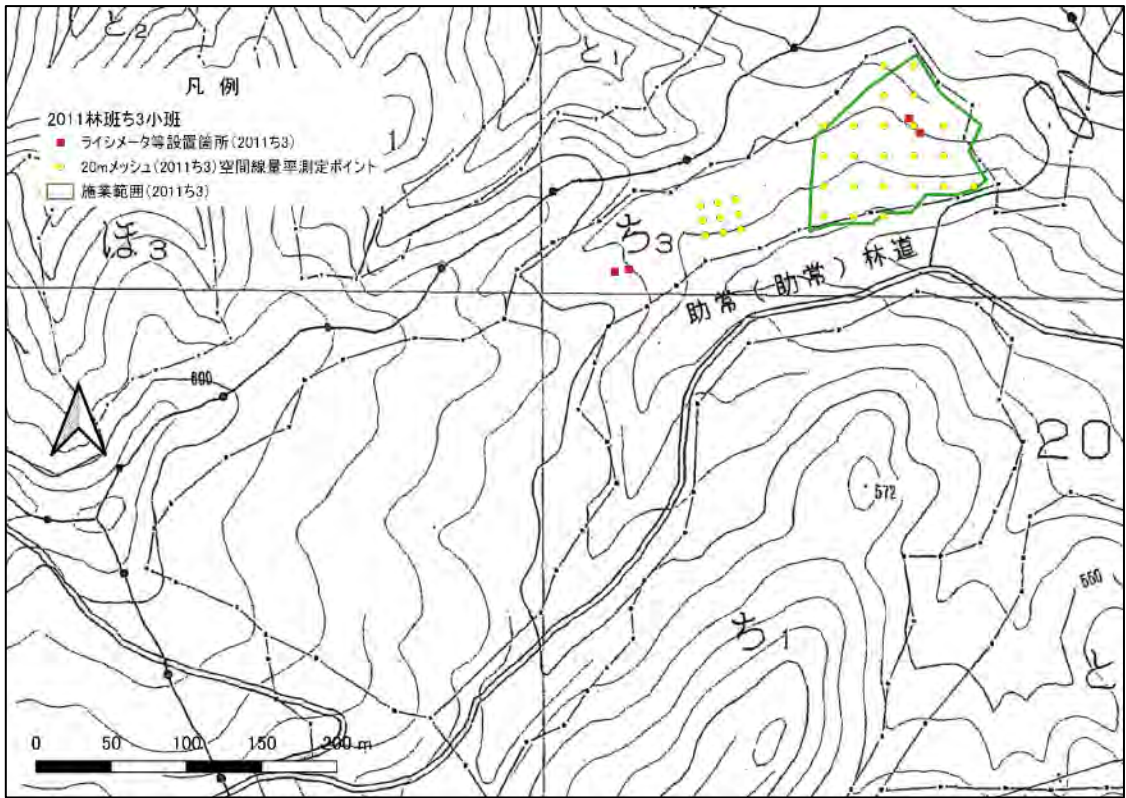 と2
と1
凡 例
2011林班ち3小班
ライシメータ等設置箇所(2011ち3)
20mメッシュ(2011ち3)空間線量率測定ポイント
施業範囲(2011ち3)
1
ほ3
ち3
助常(一助常)林道
600
20
572
550
ち1
と
0 50 100 150 200 m